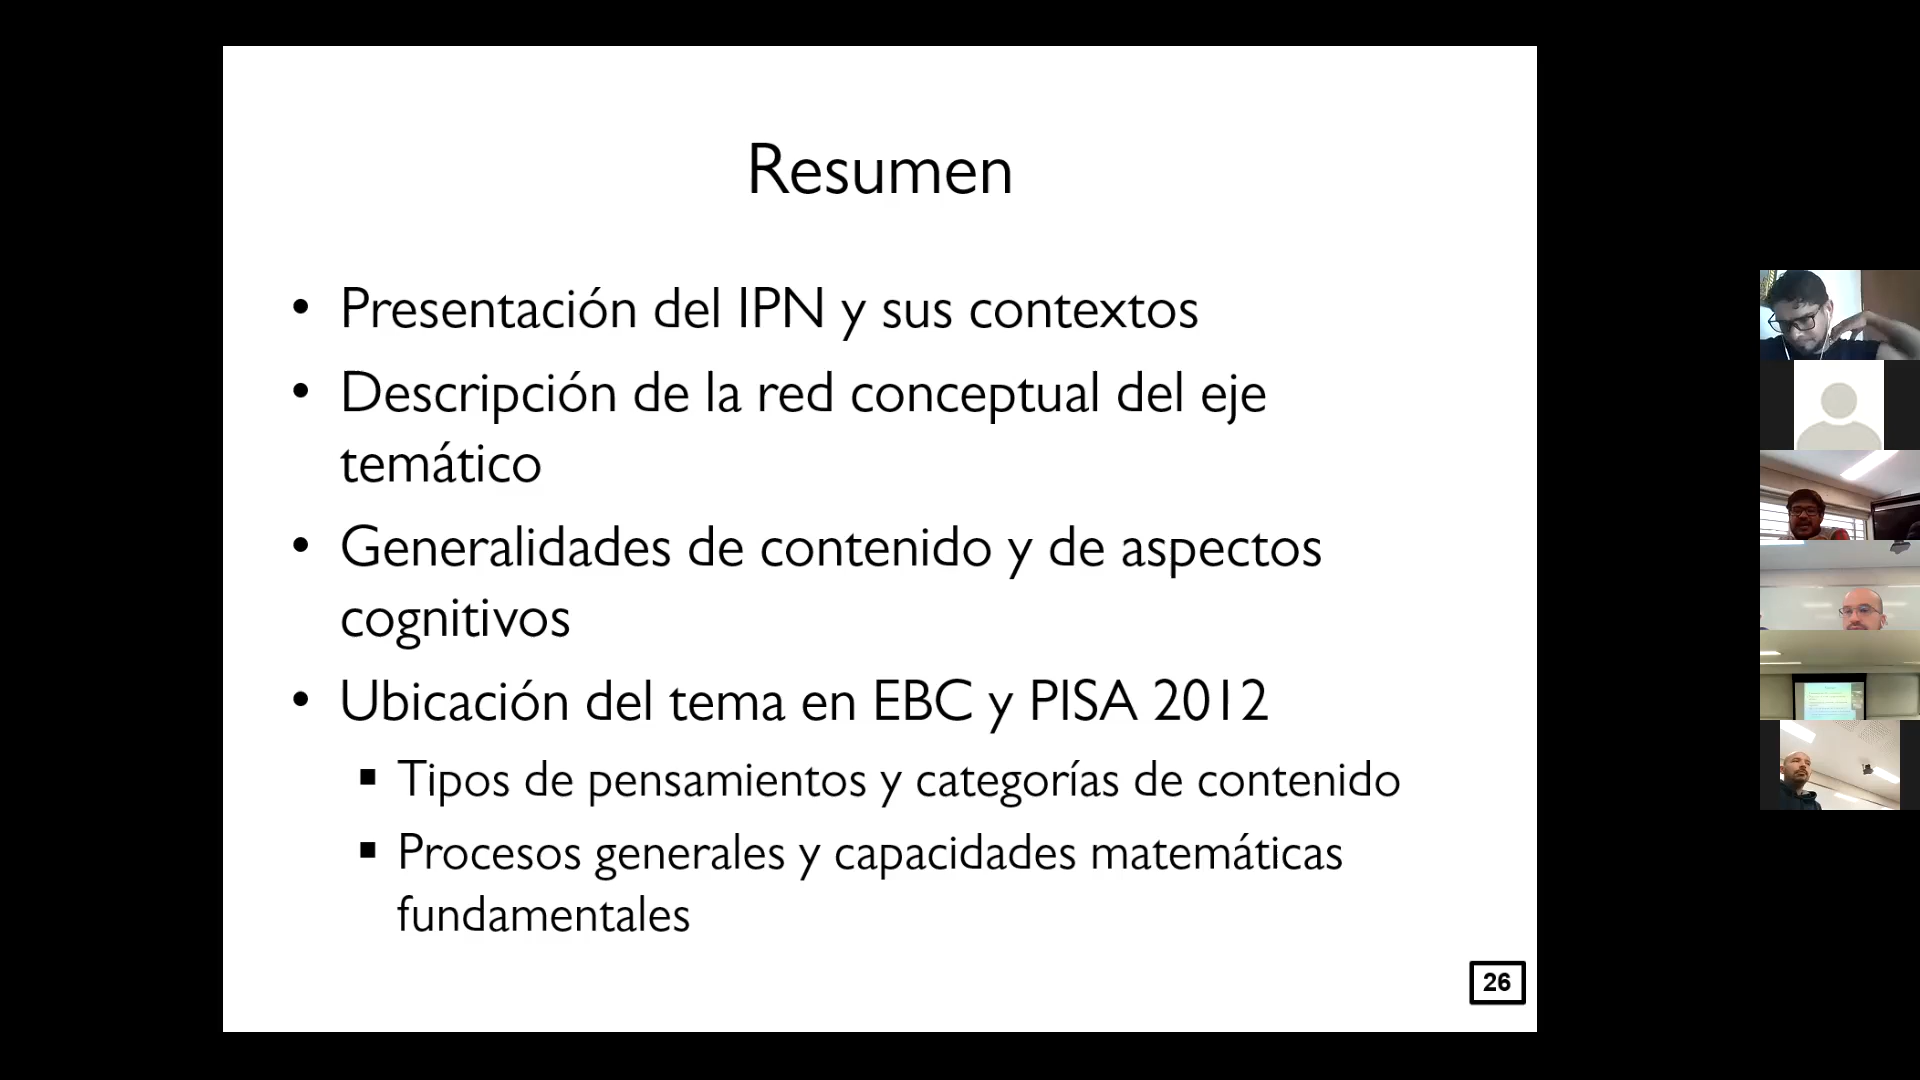 Resumen
• Presentación del IPN y sus contextos
• Descripción de la red conceptual del eje
temático
• Generalidades de contenido y de aspectos
cognitivos
• Ubicación del tema en EBC y PISA 2012
▪ Tipos de pensamientos y categorías de contenido
▪ Procesos generales y capacidades matemáticas
fundamentales
26